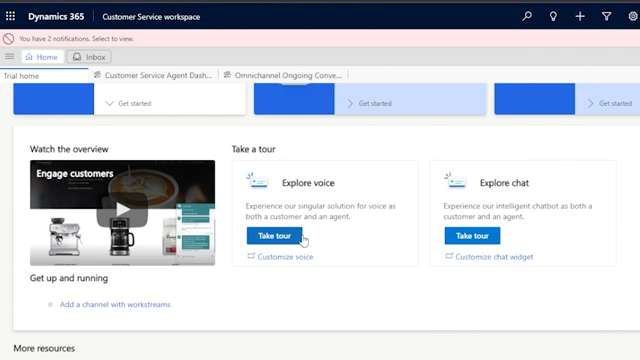 Dynamics 365 Customer Service workspace
You have 2 notifications. Select to view.
Home Inbox
Trial home Customer Service Agent Dash... Omnichannel Ongoing Conve...
Get started Get started Get started
Watch the overview Take a tour
Engage customers
Explore voice Explore chat
Experience our singular solution for voice as both a customer and an agent.
Experience our intelligent chatbot as both a customer and an agent.
Take tour Take tour
Customize voice Customize chat widget
Get up and running
Add a channel with workstreams
More resources